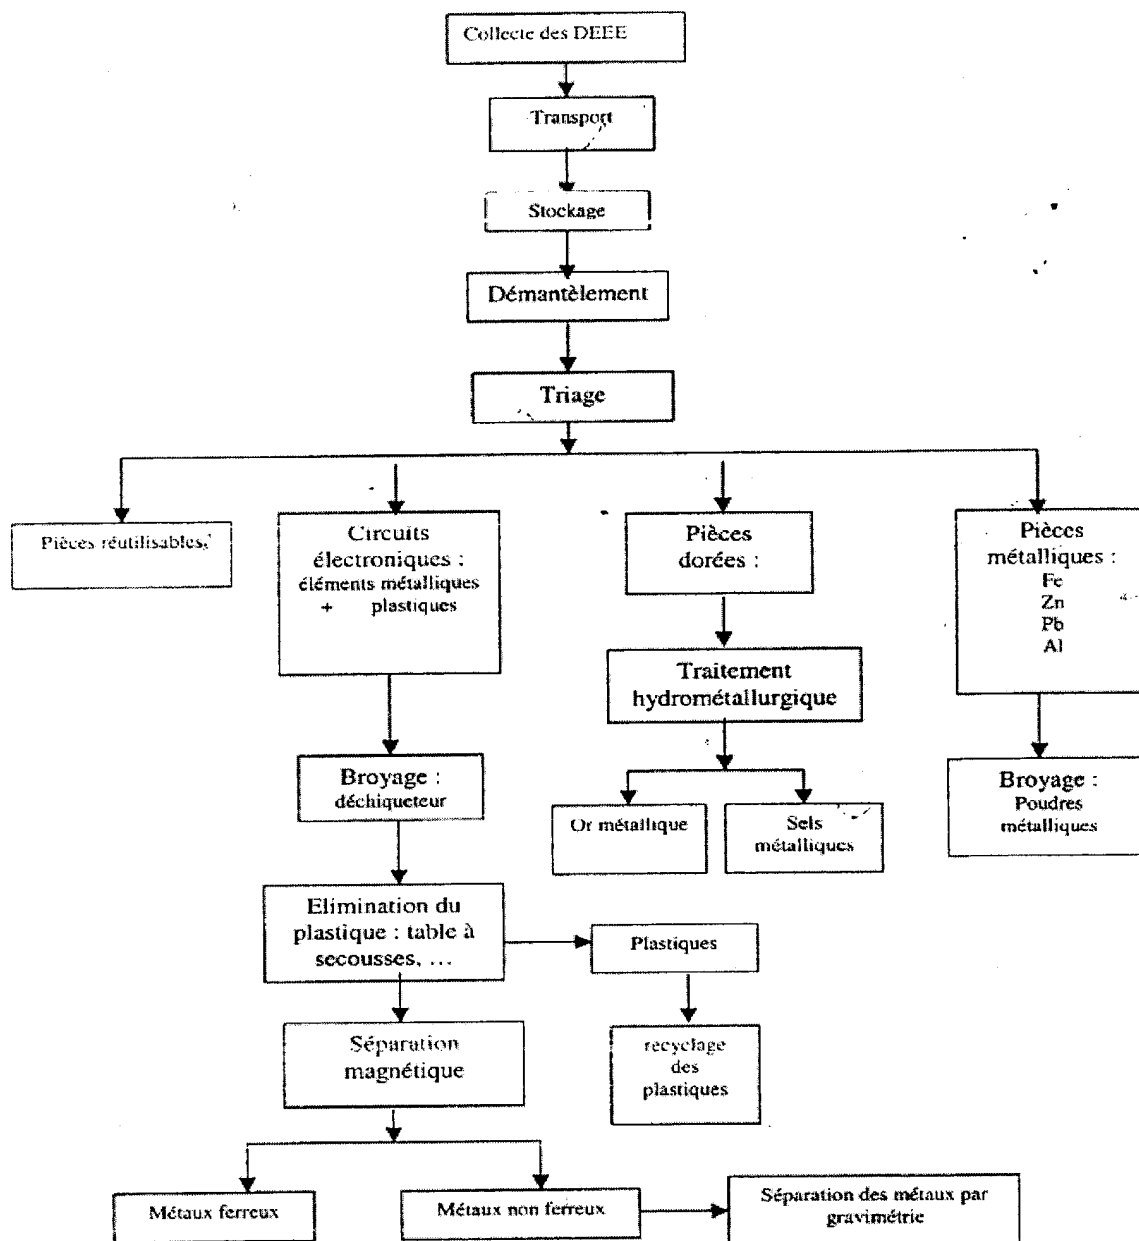 Collecte des DEEE
Transport
Stockage
Démantèlement
Triage
Pièces réutilisables,
Circuits
électroniques :
éléments métalliques
+ plastiques
Pièces
dorées :
Pièces
métalliques :
Fe
Zn
Pb
Al
Traitement
hydrométallurgique
Broyage :
déchiqueteur
Or métallique
Sels
métalliques
Broyage :
Poudres
métalliques
Elimination du
plastique : table à
secousses, ...
Plastiques
Séparation
magnétique
recyclage
des
plastiques
Métaux ferreux
Métaux non ferreux
Séparation des métaux par
gravimétrie